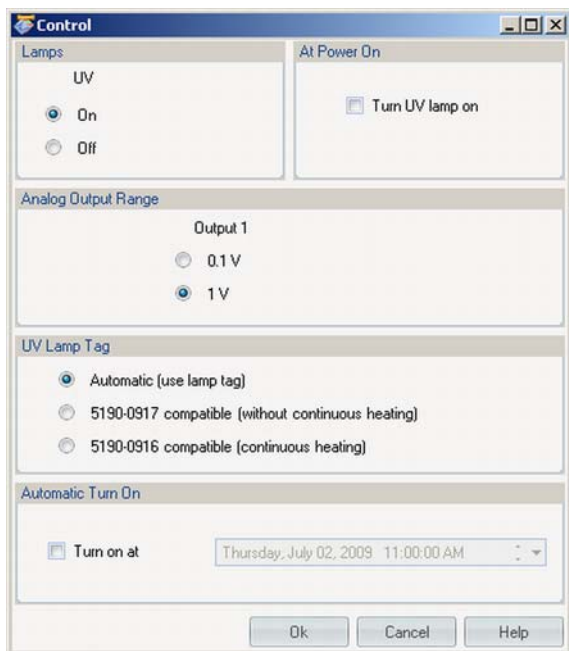 Control
Lamps
UV
On
Off
At Power On
Turn UV lamp on
Analog Output Range
Output 1
0.1 V
1 V
UV Lamp Tag
Automatic (use lamp tag)
5190-0917 compatible (without continuous heating)
5190-0916 compatible (continuous heating)
Automatic Turn On
Turn on at
Thursday, July 02, 2009 11:00:00 AM
Ok
Cancel
Help